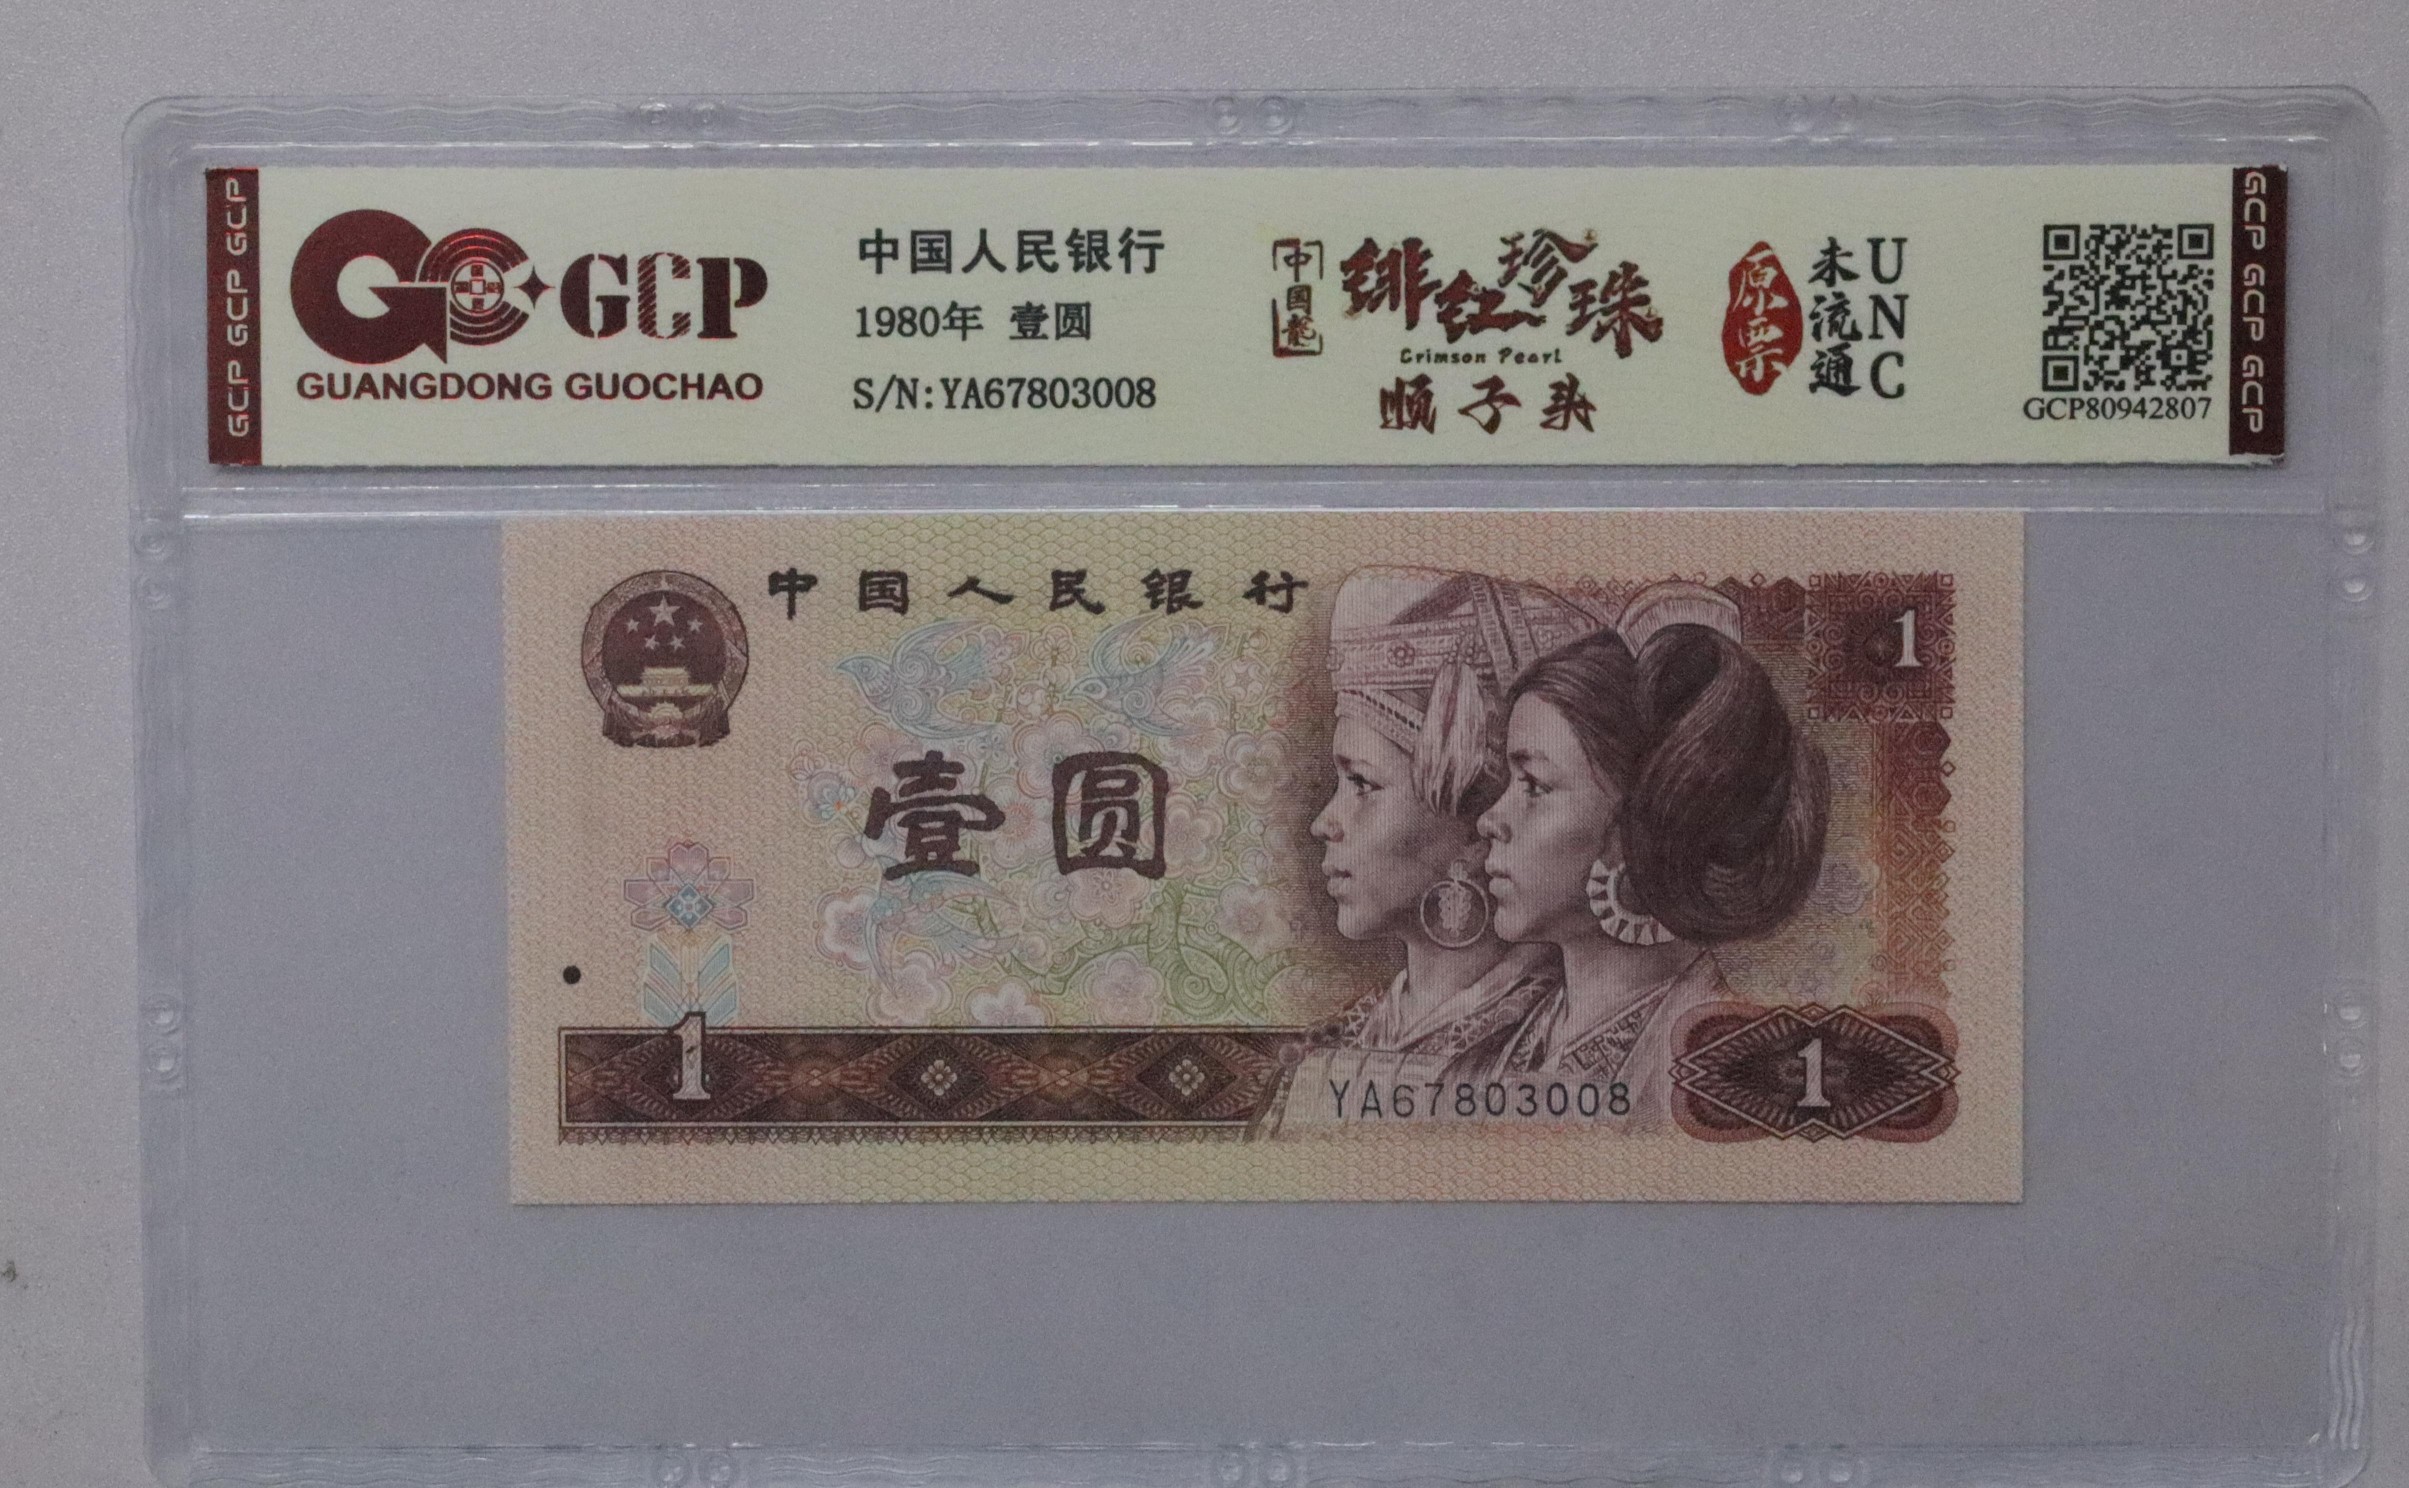 GCP GCP GCP
GCP
GUANGDONG GUOCHAO
中国人民银行
1980年 壹圆
S/N:YA67803008
中国龍
绯红珍珠
Crimson Pearl
顺子头
原票
未流通
UNC
GCP80942807
GCP GCP GCP
中国人民银行
1
壹圆
1
YA67803008
1